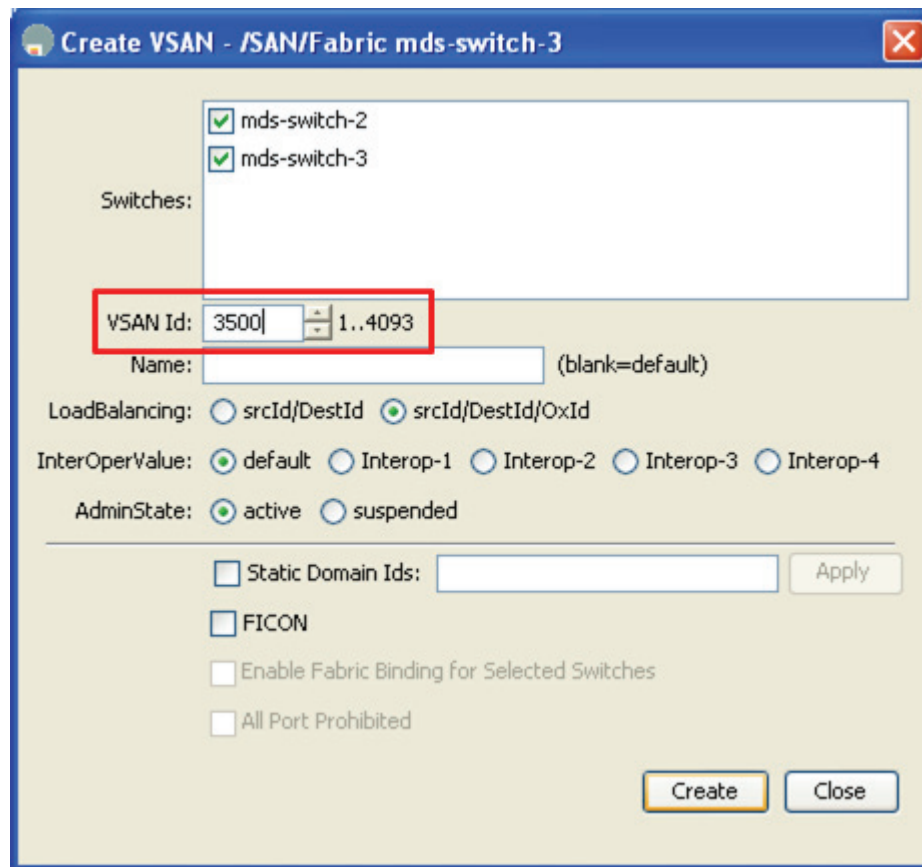 Create VSAN - /SAN/Fabric mds-switch-3
mds-switch-2
mds-switch-3
Switches:
VSAN Id: 3500 1..4093
Name: (blank=default)
LoadBalancing: srcId/DestId srcId/DestId/OxId
InterOperValue: default Interop-1 Interop-2 Interop-3 Interop-4
AdminState: active suspended
Static Domain Ids: Apply
FICON
Enable Fabric Binding for Selected Switches
All Port Prohibited
Create Close